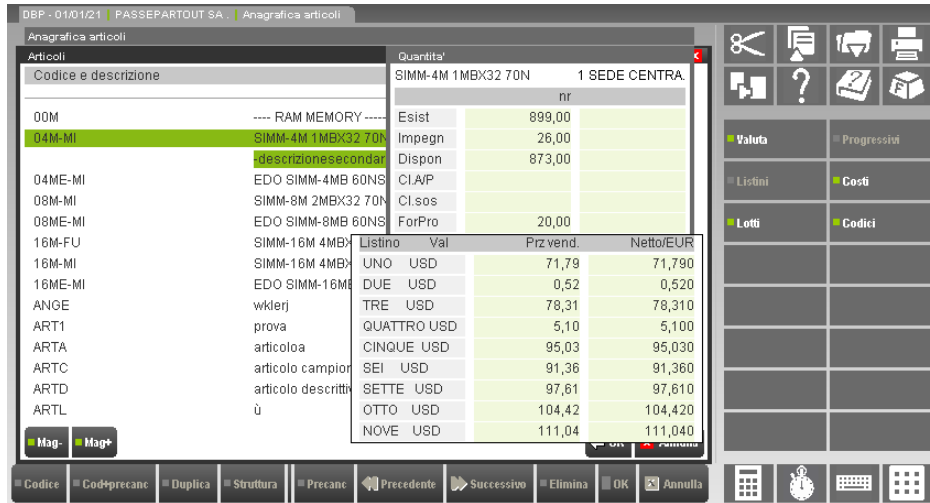 DBP - 01/01/21 PASSEPARTOUT SA . Anagrafica articoli
Anagrafica articoli
Articoli
Codice e descrizione
00M ---- RAM MEMORY -----
04M-MI SIMM-4M 1MBX32 70N
-descrizionesecondar
04ME-MI EDO SIMM-4MB 60NS
08M-MI SIMM-8M 2MBX32 70N
08ME-MI EDO SIMM-8MB 60NS
16M-FU SIMM-16M 4MBX
16M-MI SIMM-16M 4MBX
16ME-MI EDO SIMM-16ME
ANGE wklerj
ART1 prova
ARTA articoloa
ARTC articolo campior
ARTD articolo descrittiv
ARTL ù
Quantita'
SIMM-4M 1MBX32 70N 1 SEDE CENTRA.
nr
Esist 899,00
Impegn 26,00
Dispon 873,00
Cl.A/P
Cl.sos
ForPro 20,00
Listino Val Prz vend. Netto/EUR
UNO USD 71,79 71,790
DUE USD 0,52 0,520
TRE USD 78,31 78,310
QUATTRO USD 5,10 5,100
CINQUE USD 95,03 95,030
SEI USD 91,36 91,360
SETTE USD 97,61 97,610
OTTO USD 104,42 104,420
NOVE USD 111,04 111,040
Mag- Mag+ OK Annulla
Valuta Progressivi
Listini Costi
Lotti Codici
Codice Cod+precanc Duplica Struttura Precanc Precedente Successivo Elimina OK Annulla